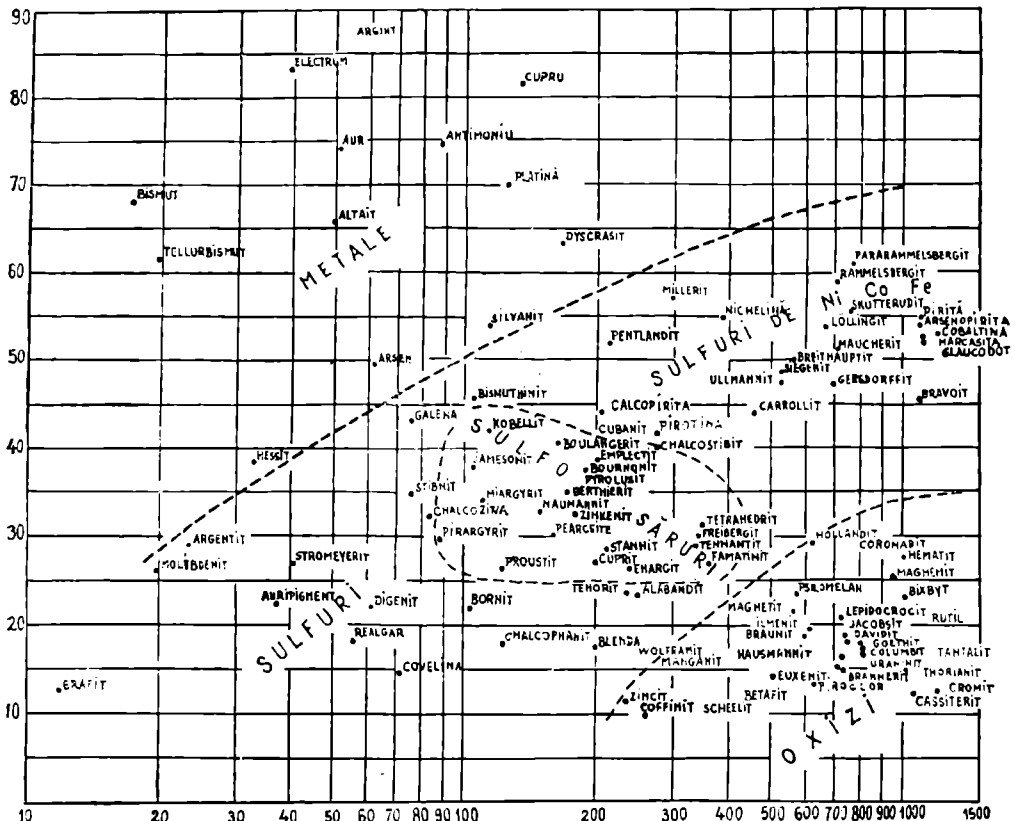 90
ARGINT
ELECTRUM
CUPRU
80
AUR
ANTIMONIU
PLATINĂ
70
BISMUT
ALTAIT
DYSCRASIT
TELLURBISMUT
METALE
60
PARARAMMELSBERGIT
RAMMELSBERGIT
MILLERIT
SULFURI DE Ni Co Fe
SKUTTERUDIT
NICHELINĂ
PIRITĂ
SILVANIT
LOLLINGIT
ARSENOPIRITA
COBALTINA
PENTLANDIT
MAUCHERIT
MARCASITA
GLAUCODOT
50
ARSEN
BREITHAUPTIT
ULLMANNIT
GERSDORFFIT
BISMUTHINIT
BRAVOIT
GALENA
CALCOPIRITA
CARROLLIT
KOBELLIT
CUBANIT
PIROTINA
40
SULFO SĂRURI
BOULANGERIT
CHALCOSTIBIT
HESSIT
JAMESONIT
EMPLECTIT
BOURNONIT
PYROLUSIT
STIBNIT
MIARGYRIT
BERTHIERIT
CHALCOZINA
NAUMANNIT
ZINKENIT
TETRAHEDRIT
30
PIRARGYRIT
PEARCEITE
FREIBERGIT
HOLLANDIT
ARGENTIT
STANNIT
TENNANTIT
CORONADIT
MOLYBDENIT
STROMEYERIT
PROUSTIT
CUPRIT
ENARGIT
FAMATINIT
HEMATIT
MAGHEMIT
AURIPIGMENT
DIGENIT
BORNIT
TENORIT
ALABANDIT
PSILOMELAN
BIXBYT
SULFURI
MAGNETIT
LEPIDOCROCIT
RUTIL
20
REALGAR
CHALCOPHANIT
BLENDA
ILMENIT
JACOBSIT
BRAUNIT
DAVIDIT
GOETHIT
WOLFRAMIT
HAUSMANNIT
COLUMBIT
TANTALIT
MANGANIT
URANINIT
COVELINA
EUXENIT
BRANNERIT
THORIANIT
BETAFIT
PIROCLOR
CROMIT
10
ZINCIT
COFFINIT
SCHEELIT
CASSITERIT
OXIZI
10 20 30 40 50 60 70 80 90 100 200 300 400 500 600 700 800 900 1000 1500